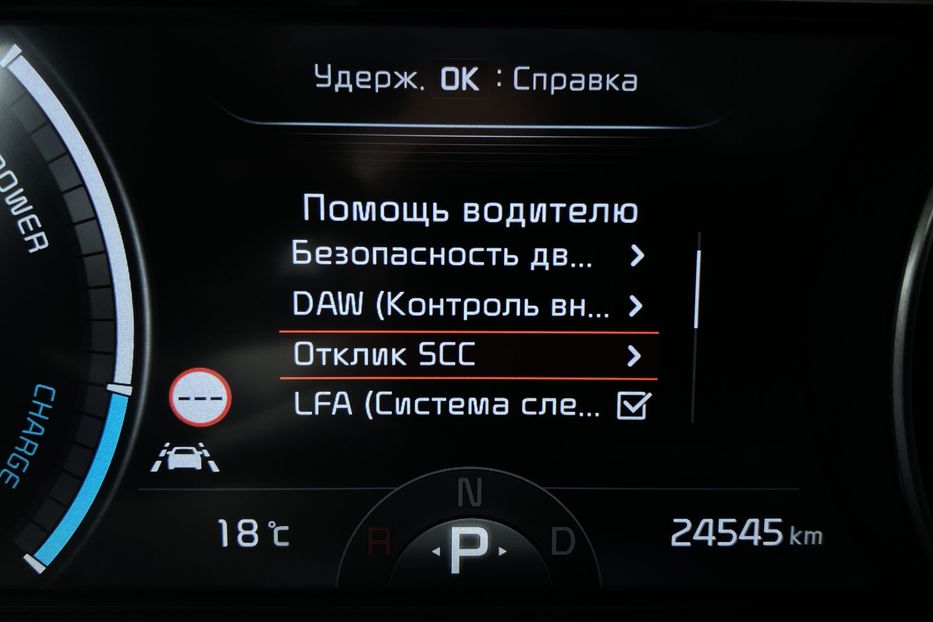 Удерж. OK : Справка
Помощь водителю
Безопасность дв...
DAW (Контроль вн...
Отклик SCC
LFA (Система сле...
POWER
CHARGE
---
N
R P D
18 °C
24545 km